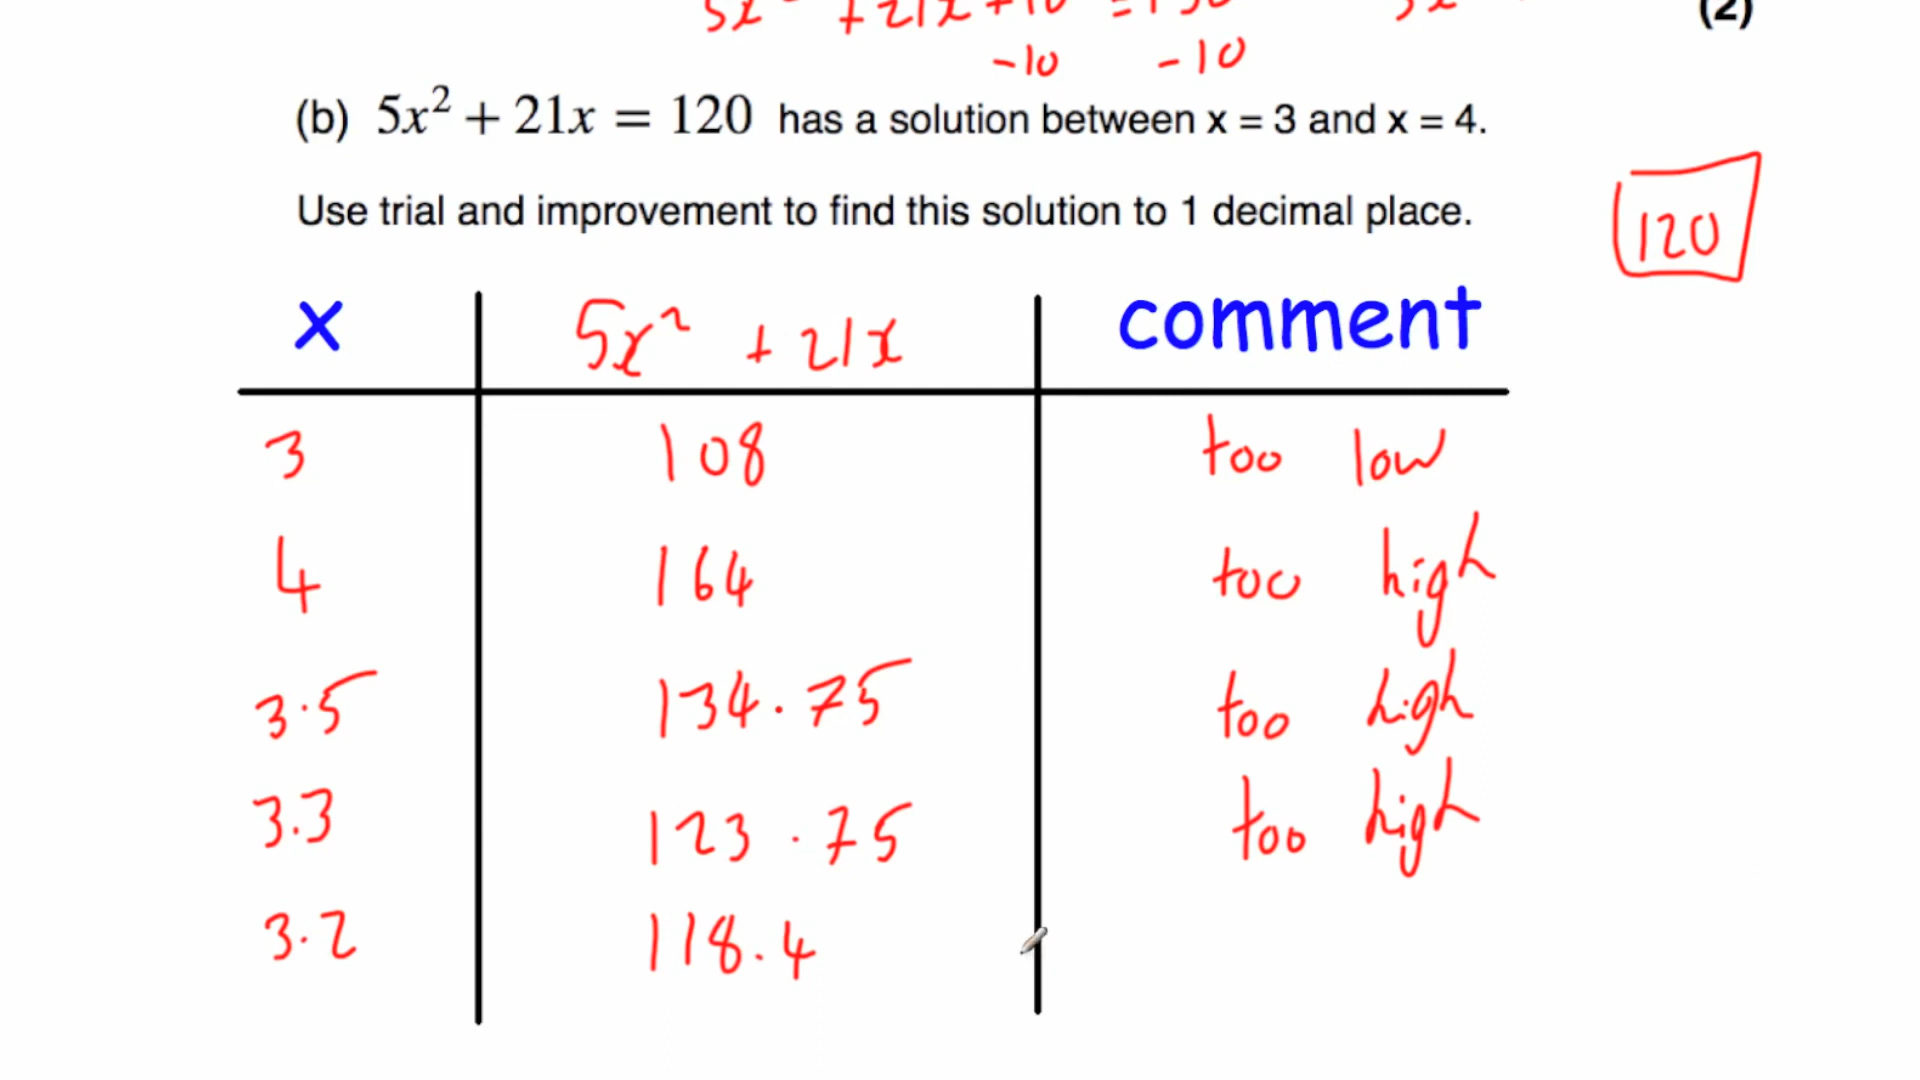 -10 -10
(2)
(b) 5x² + 21x = 120 has a solution between x = 3 and x = 4.
Use trial and improvement to find this solution to 1 decimal place.
120
x 5x² + 21x comment
3 108 too low
4 164 too high
3.5 134.75 too high
3.3 123.75 too high
3.2 118.4